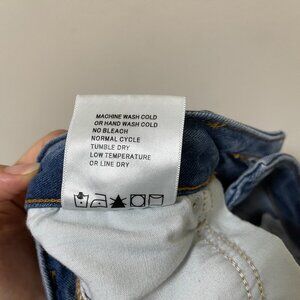 MACHINE WASH COLD
OR HAND WASH COLD
NO BLEACH
NORMAL CYCLE
TUMBLE DRY
LOW TEMPERATURE
OR LINE DRY